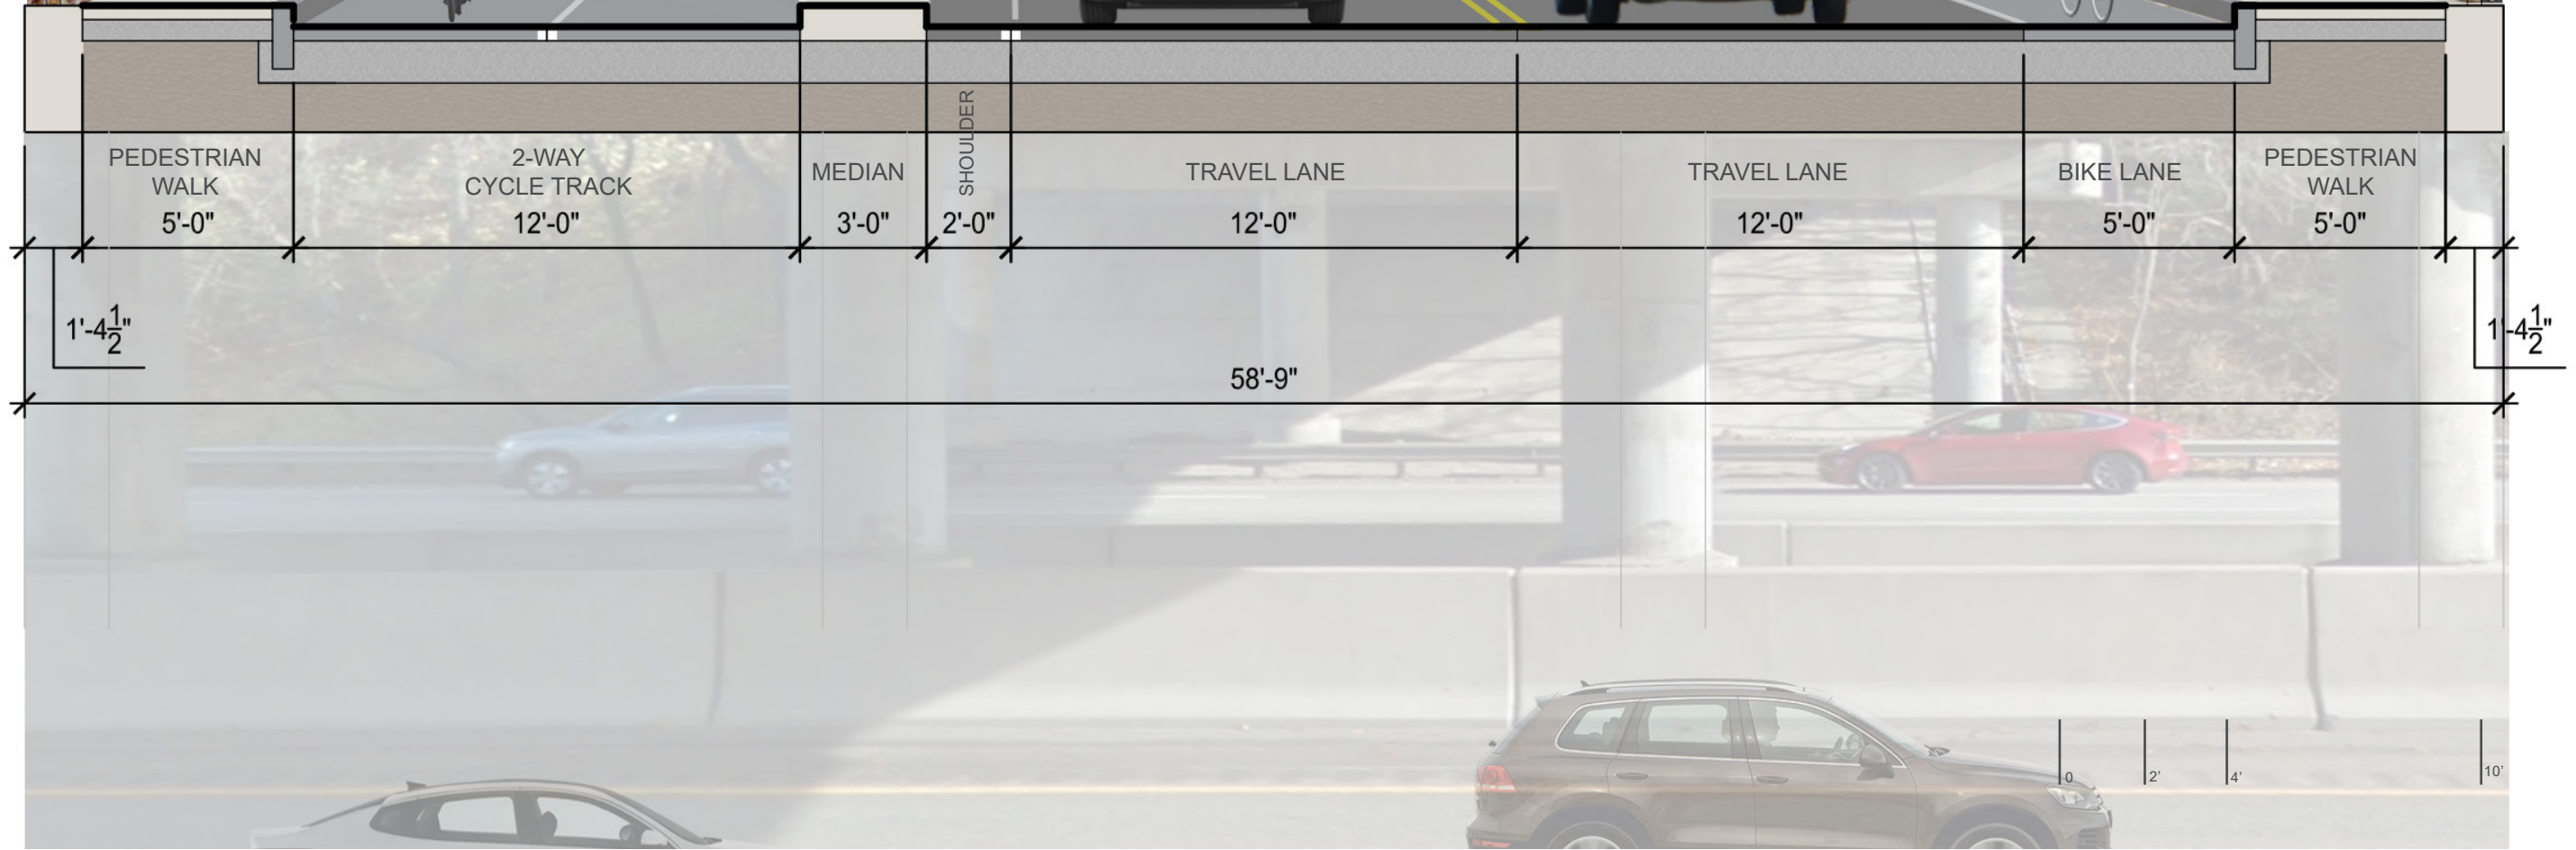 PEDESTRIAN
WALK
5'-0"
2-WAY
CYCLE TRACK
12'-0"
MEDIAN
3'-0"
SHOULDER
2'-0"
TRAVEL LANE
12'-0"
TRAVEL LANE
12'-0"
BIKE LANE
5'-0"
PEDESTRIAN
WALK
5'-0"
1'-4½"
1'-4½"
58'-9"
0 2' 4' 10'